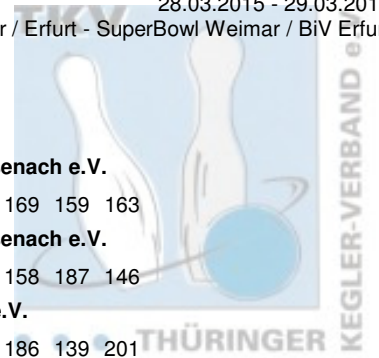 28.03.2015 - 29.03.201
r / Erfurt - SuperBowl Weimar / BiV Erfu
TKV
enach e.V.
169 159 163
enach e.V.
158 187 146
e.V.
186 139 201
THÜRINGER
KEGLER-VERBAND e.V.